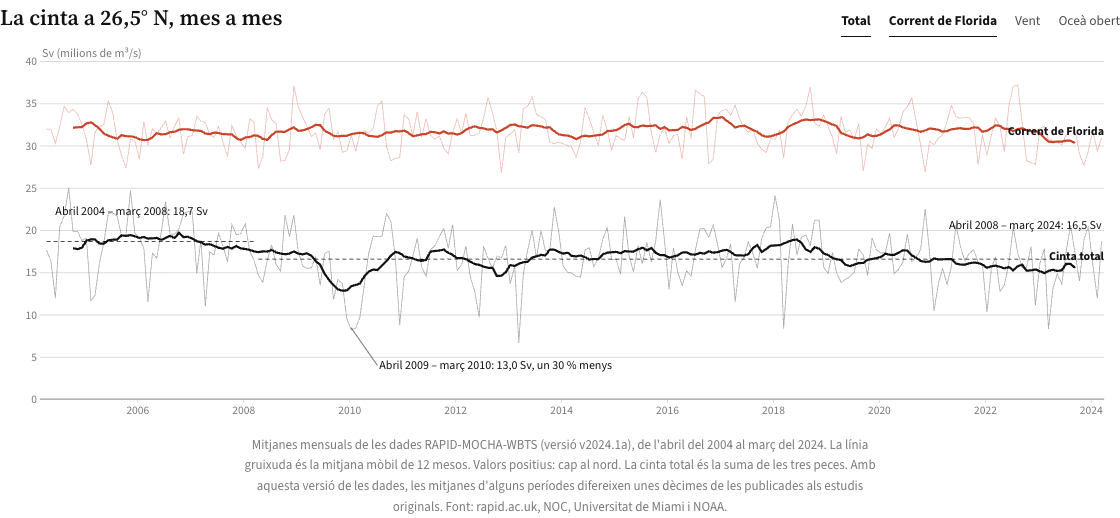 La cinta a 26,5° N, mes a mes
Total Corrent de Florida Vent Oceà obert
Sv (milions de m³/s)
40
35
30
25
20
15
10
5
0
Corrent de Florida
Abril 2004 – març 2008: 18,7 Sv
Abril 2008 – març 2024: 16,5 Sv
Cinta total
Abril 2009 – març 2010: 13,0 Sv, un 30 % menys
2006 2008 2010 2012 2014 2016 2018 2020 2022 2024
Mitjanes mensuals de les dades RAPID-MOCHA-WBTS (versió v2024.1a), de l'abril del 2004 al març del 2024. La línia
gruixuda és la mitjana mòbil de 12 mesos. Valors positius: cap al nord. La cinta total és la suma de les tres peces. Amb
aquesta versió de les dades, les mitjanes d'alguns períodes difereixen unes dècimes de les publicades als estudis
originals. Font: rapid.ac.uk, NOC, Universitat de Miami i NOAA.